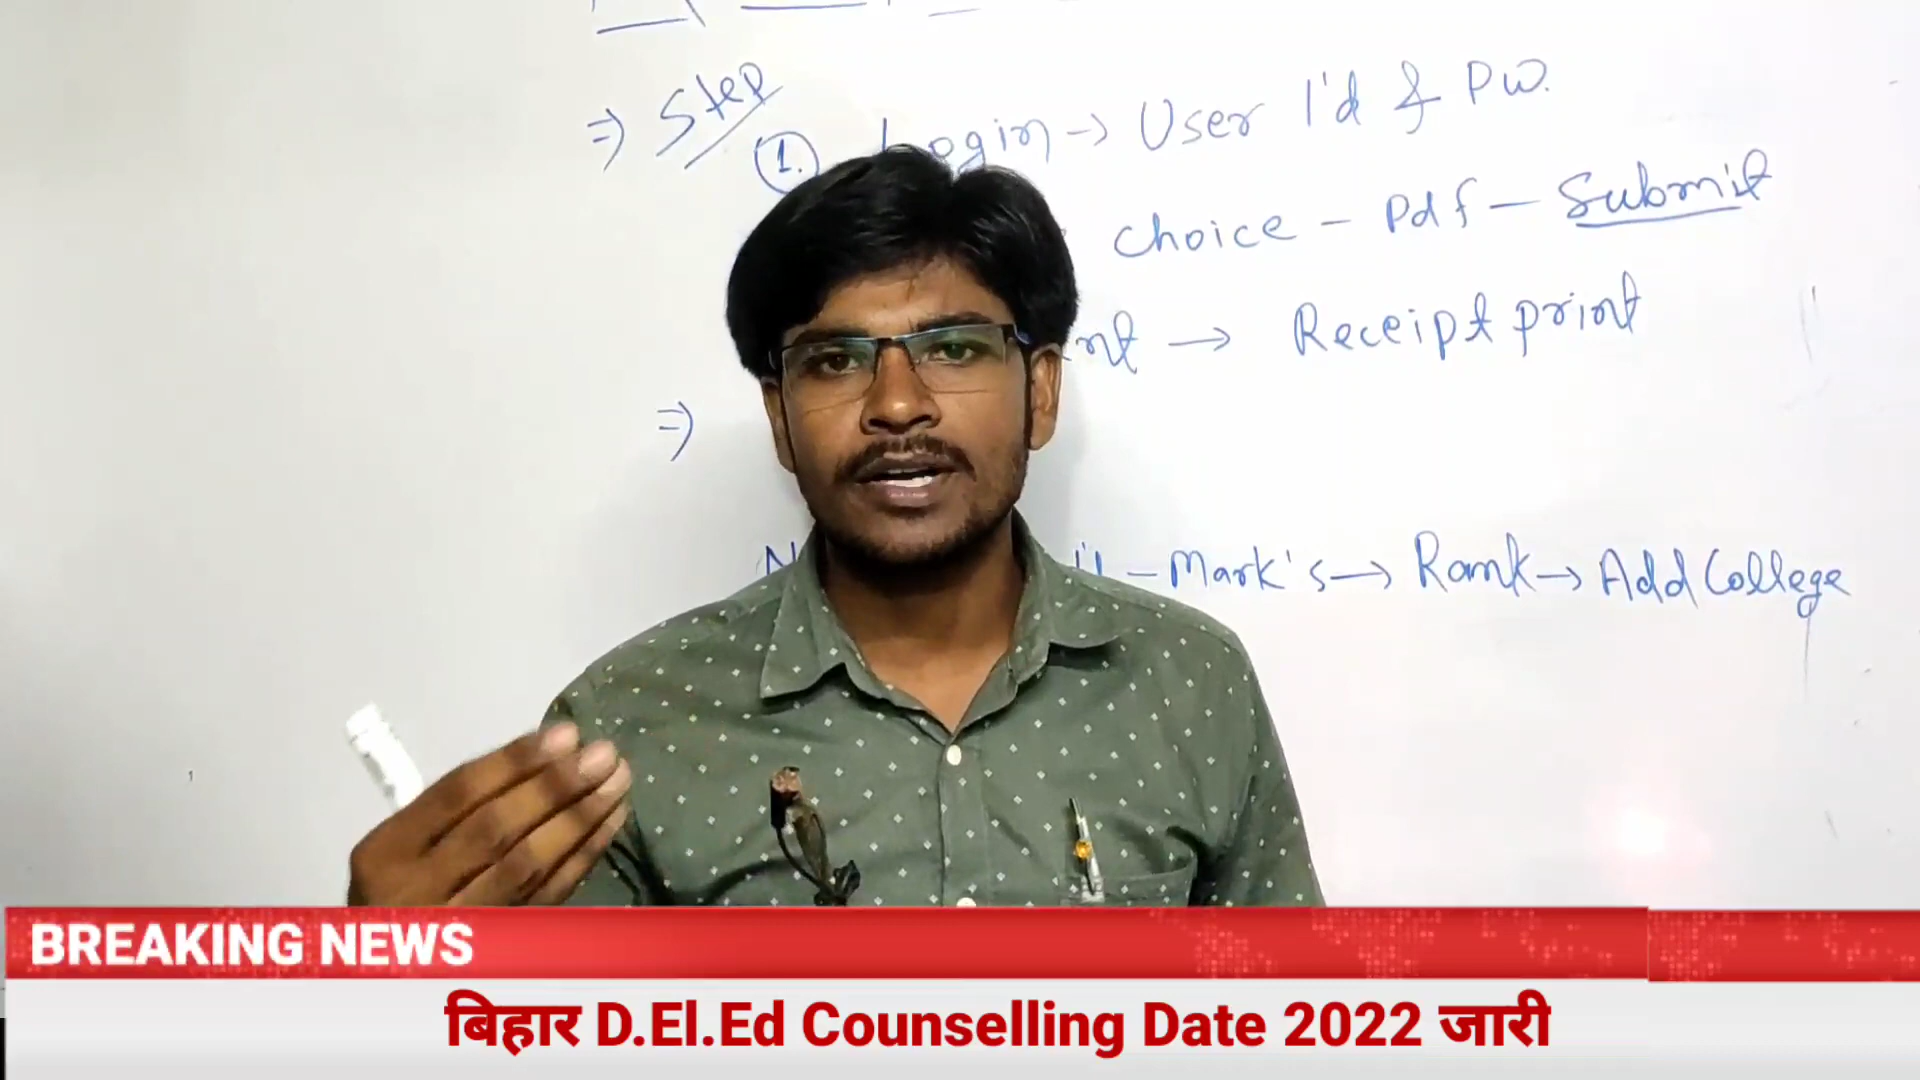 ⇒ Step
1. Login → User I'd & PW.
choice - Pdf - Submit
→ Receipt print
⇒
- Mark's → Rank → Add College
BREAKING NEWS
बिहार D.El.Ed Counselling Date 2022 जारी